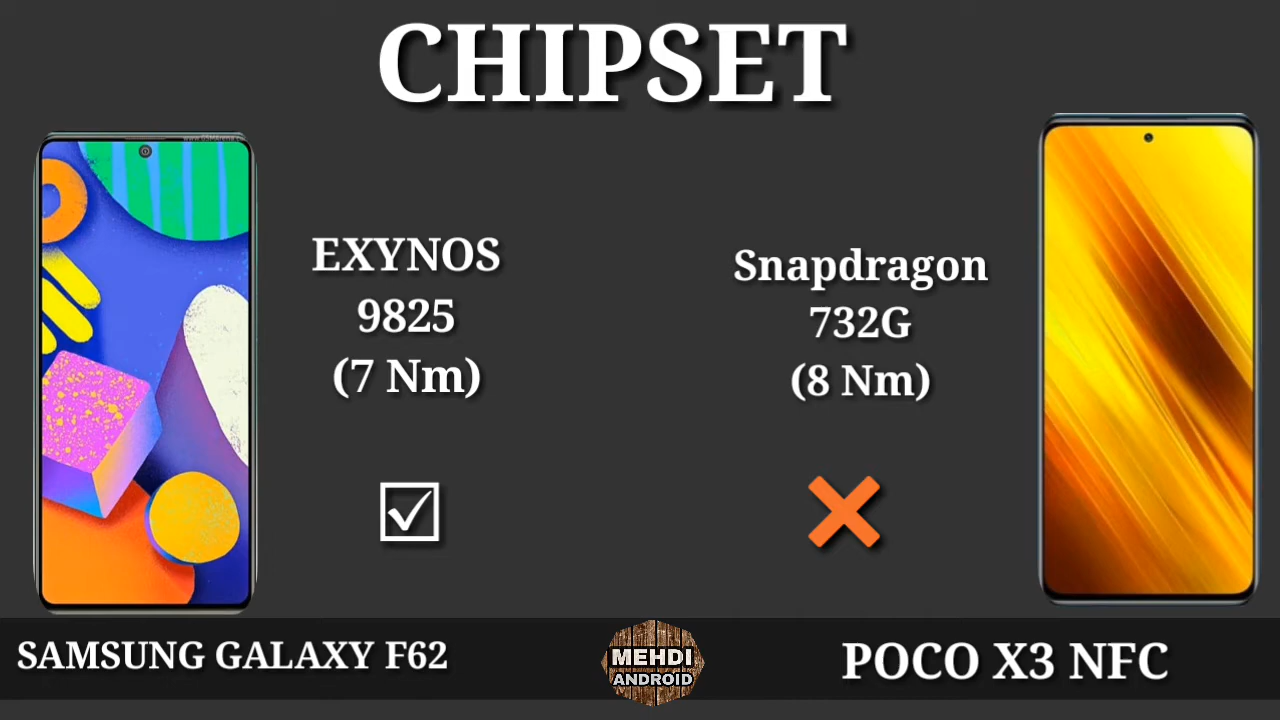 CHIPSET
EXYNOS
9825
(7 Nm)
Snapdragon
732G
(8 Nm)
SAMSUNG GALAXY F62
MEHDI
ANDROID
POCO X3 NFC